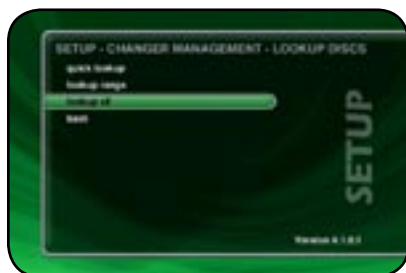 SETUP - CHANGER MANAGEMENT - LOOKUP DISCS
quick lookup
lookup range
lookup all
back
SETUP